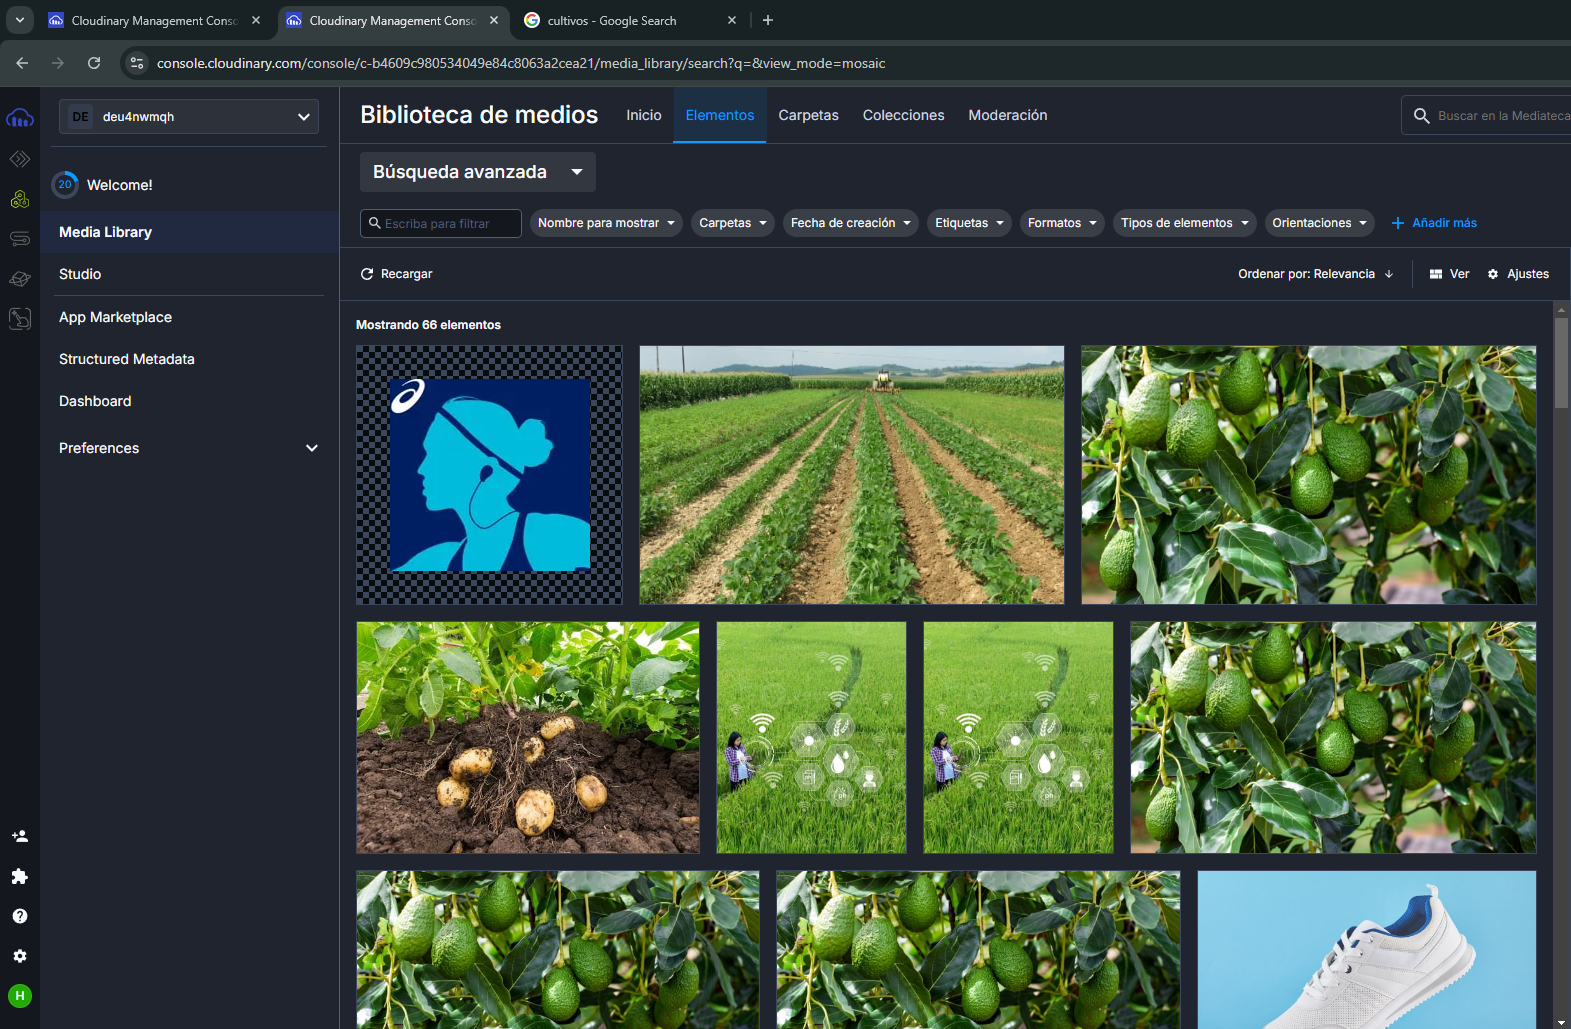 Cloudinary Management Conso
Cloudinary Management Conso
cultivos - Google Search
console.cloudinary.com/console/c-b4609c980534049e84c8063a2cea21/media_library/search?q=&view_mode=mosaic
DE deu4nwmqh
Biblioteca de medios
Inicio
Elementos
Carpetas
Colecciones
Moderación
Buscar en la Mediateca
20 Welcome!
Media Library
Studio
App Marketplace
Structured Metadata
Dashboard
Preferences
H
Búsqueda avanzada
Escriba para filtrar
Nombre para mostrar
Carpetas
Fecha de creación
Etiquetas
Formatos
Tipos de elementos
Orientaciones
Añadir más
Recargar
Ordenar por: Relevancia
Ver
Ajustes
Mostrando 66 elementos
ph
ph